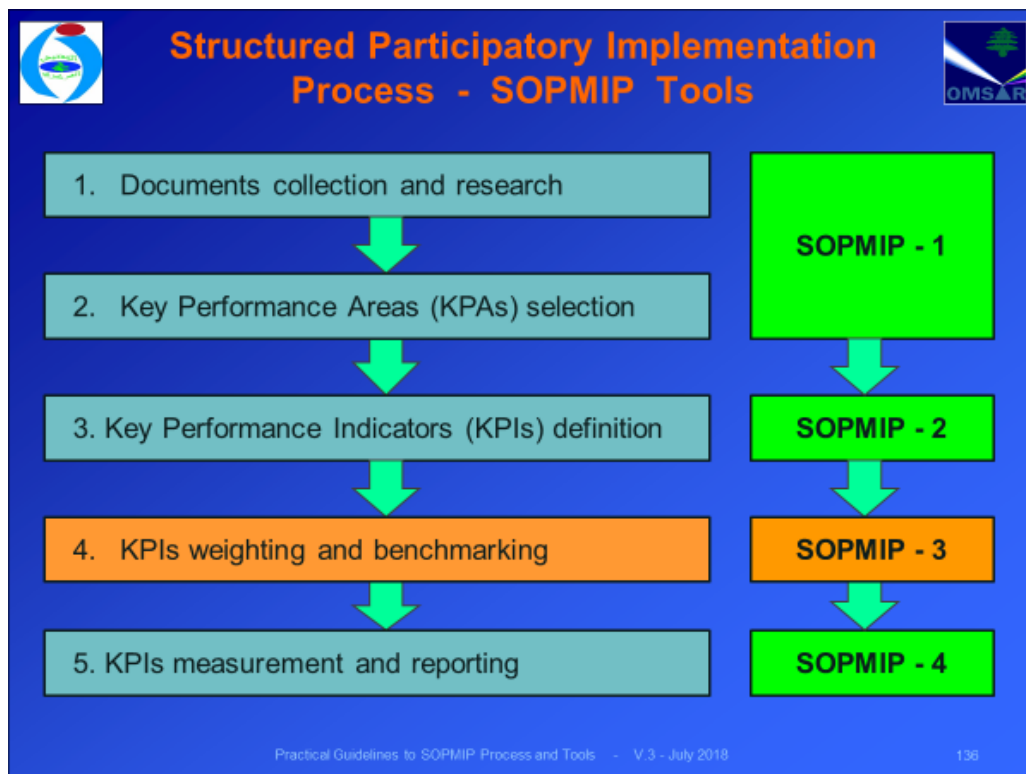 Structured Participatory Implementation
Process - SOPMIP Tools
OMSAR
1. Documents collection and research
SOPMIP - 1
2. Key Performance Areas (KPAs) selection
3. Key Performance Indicators (KPIs) definition
SOPMIP - 2
4. KPIs weighting and benchmarking
SOPMIP - 3
5. KPIs measurement and reporting
SOPMIP - 4
Practical Guidelines to SOPMIP Process and Tools - V.3 - July 2018
136